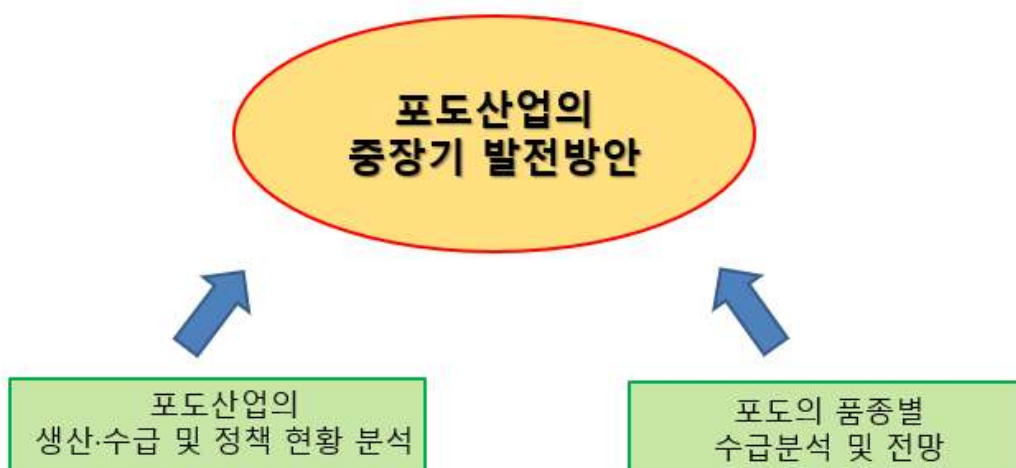 포도산업의
중장기 발전방안
포도산업의
생산·수급 및 정책 현황 분석
포도의 품종별
수급분석 및 전망